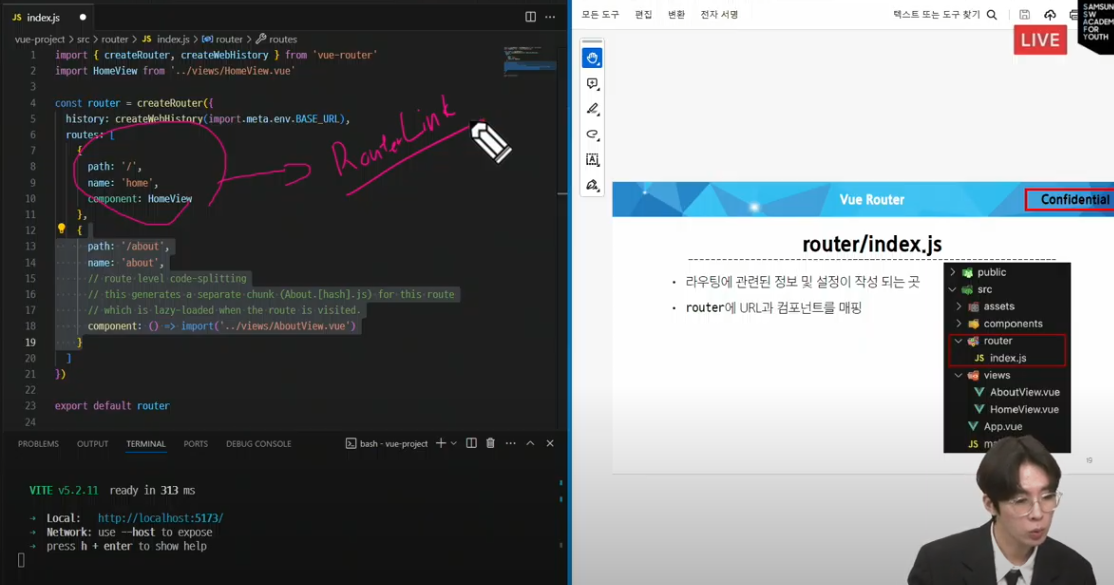 index.js
vue-project > src > router > index.js > router > routes
1 import { createRouter, createWebHistory } from 'vue-router'
2 import HomeView from '../views/HomeView.vue'
3
4 const router = createRouter({
5 history: createWebHistory(import.meta.env.BASE_URL),
6 routes: [
7 {
8 path: '/',
9 name: 'home',
10 component: HomeView
11 },
12 {
13 path: '/about',
14 name: 'about',
15 // route level code-splitting
16 // this generates a separate chunk (About.[hash].js) for this route
17 // which is lazy-loaded when the route is visited.
18 component: () => import('../views/AboutView.vue')
19 }
20 ]
21 })
22
23 export default router
24
RouterLink
PROBLEMS OUTPUT TERMINAL PORTS DEBUG CONSOLE bash - vue-project
VITE v5.2.11 ready in 313 ms
➜ Local: http://localhost:5173/
➜ Network: use --host to expose
➜ press h + enter to show help
모든 도구 편집 변환 전자 서명 텍스트 또는 도구 찾기
LIVE
SAMSUNG
SW
ACADEMY
FOR
YOUTH
Vue Router
Confidential
router/index.js
• 라우팅에 관련된 정보 및 설정이 작성 되는 곳
• router에 URL과 컴포넌트를 매핑
public
src
assets
components
router
index.js
views
AboutView.vue
HomeView.vue
App.vue
19